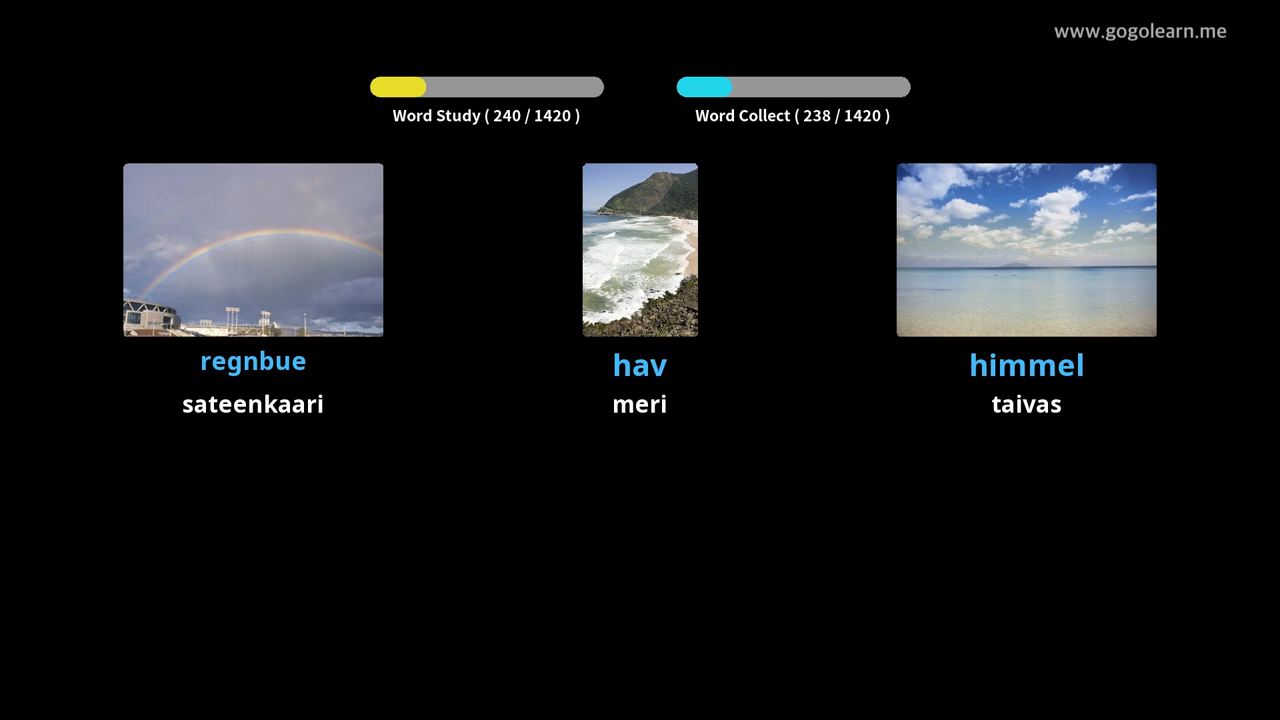 www.gogolearn.me
Word Study ( 240 / 1420 )
Word Collect ( 238 / 1420 )
regnbue
hav
himmel
sateenkaari
meri
taivas